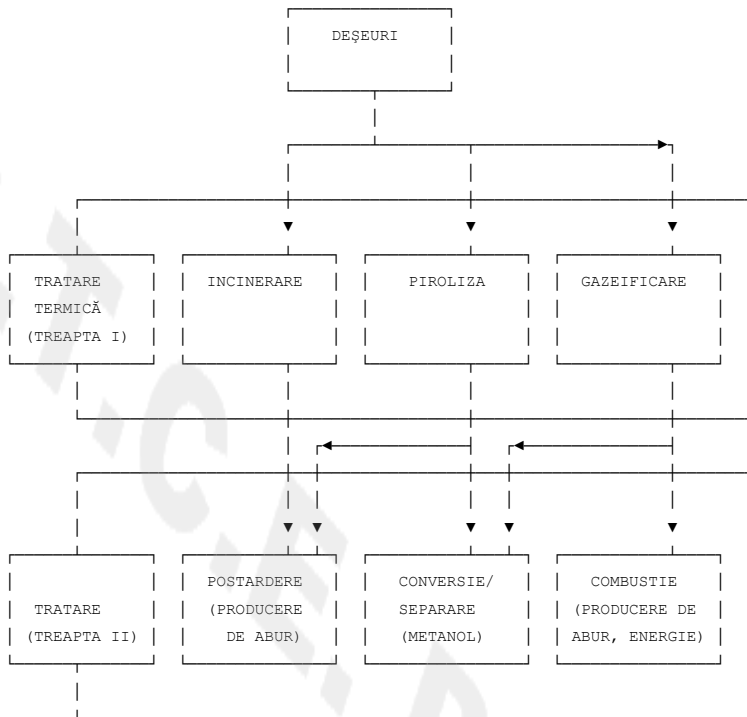 DEŞEURI
TRATARE
TERMICĂ
(TREAPTA I)
INCINERARE
PIROLIZA
GAZEIFICARE
TRATARE
(TREAPTA II)
POSTARDERE
(PRODUCERE
DE ABUR)
CONVERSIE/
SEPARARE
(METANOL)
COMBUSTIE
(PRODUCERE DE
ABUR, ENERGIE)